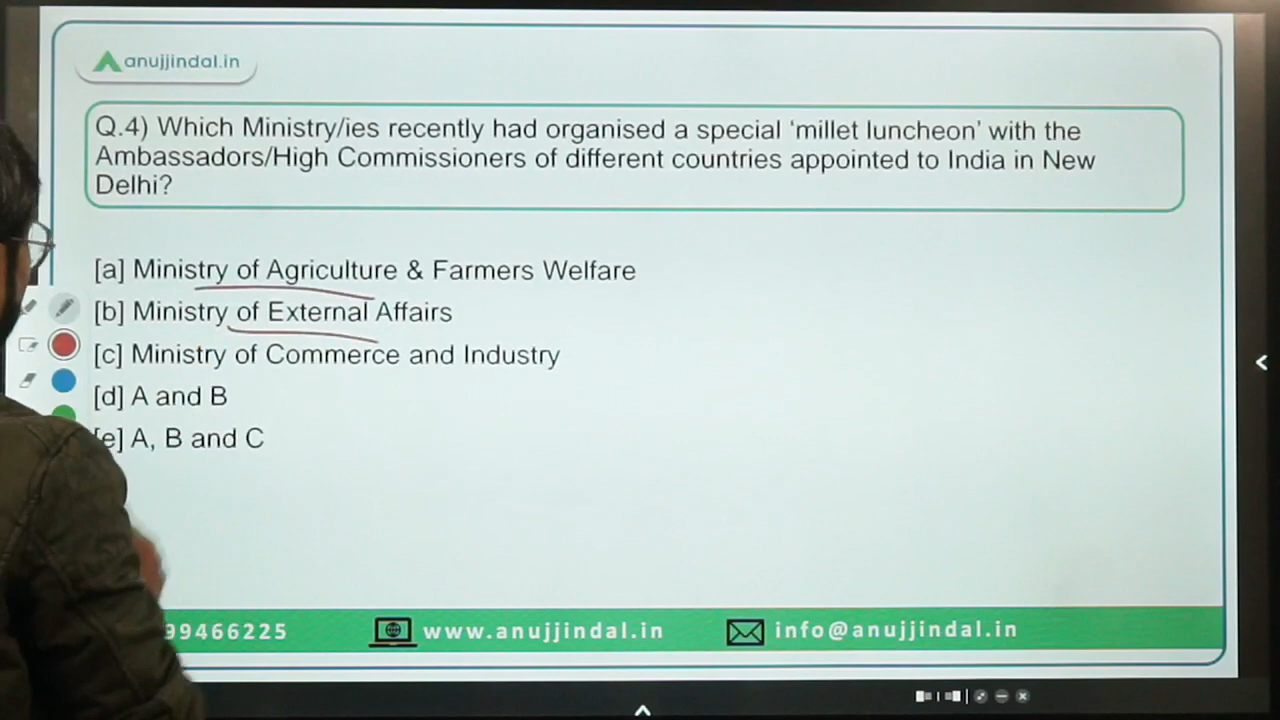 anujjindal.in
Q.4) Which Ministry/ies recently had organised a special ‘millet luncheon’ with the
Ambassadors/High Commissioners of different countries appointed to India in New
Delhi?
[a] Ministry of Agriculture & Farmers Welfare
[b] Ministry of External Affairs
[c] Ministry of Commerce and Industry
[d] A and B
[e] A, B and C
99466225 www.anujjindal.in info@anujjindal.in